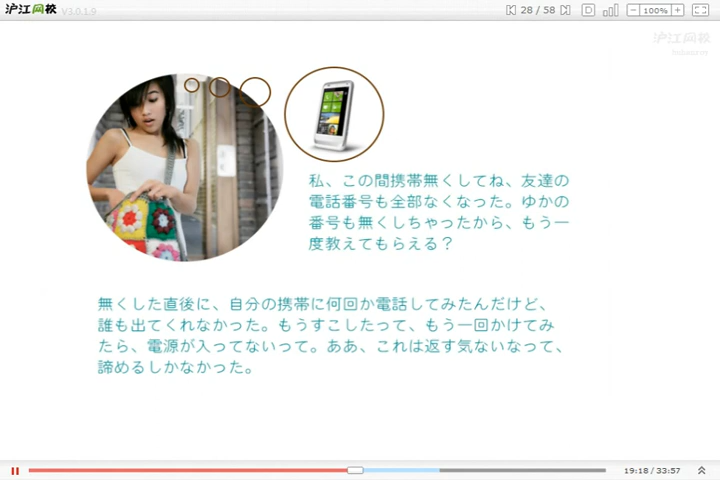 沪江网校 V3.0.1.9
28 / 58
100%
沪江网校
私、この間携帯無くしてね、友達の
電話番号も全部なくなった。ゆかの
番号も無くしちゃったから、もう一
度教えてもらえる？
無くした直後に、自分の携帯に何回か電話してみたんだけど、
誰も出てくれなかった。もうすこしたって、もう一回かけてみ
たら、電源が入ってないって。ああ、これは返す気ないなって、
諦めるしかなかった。
19:18 / 33:57